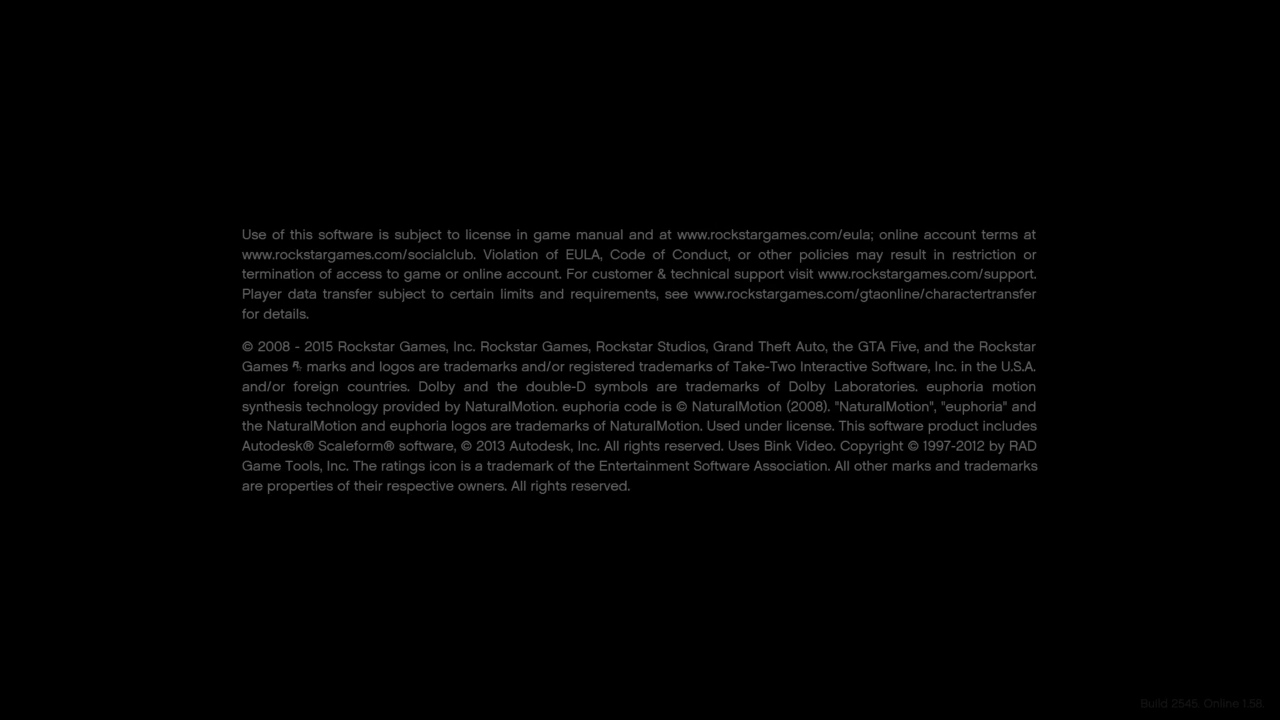 Use of this software is subject to license in game manual and at www.rockstargames.com/eula; online account terms at
www.rockstargames.com/socialclub. Violation of EULA, Code of Conduct, or other policies may result in restriction or
termination of access to game or online account. For customer & technical support visit www.rockstargames.com/support.
Player data transfer subject to certain limits and requirements, see www.rockstargames.com/gtaonline/charactertransfer
for details.
© 2008 - 2015 Rockstar Games, Inc. Rockstar Games, Rockstar Studios, Grand Theft Auto, the GTA Five, and the Rockstar
Games R* marks and logos are trademarks and/or registered trademarks of Take-Two Interactive Software, Inc. in the U.S.A.
and/or foreign countries. Dolby and the double-D symbols are trademarks of Dolby Laboratories. euphoria motion
synthesis technology provided by NaturalMotion. euphoria code is © NaturalMotion (2008). "NaturalMotion", "euphoria" and
the NaturalMotion and euphoria logos are trademarks of NaturalMotion. Used under license. This software product includes
Autodesk® Scaleform® software, © 2013 Autodesk, Inc. All rights reserved. Uses Bink Video. Copyright © 1997-2012 by RAD
Game Tools, Inc. The ratings icon is a trademark of the Entertainment Software Association. All other marks and trademarks
are properties of their respective owners. All rights reserved.
Build 2545. Online 1.58.